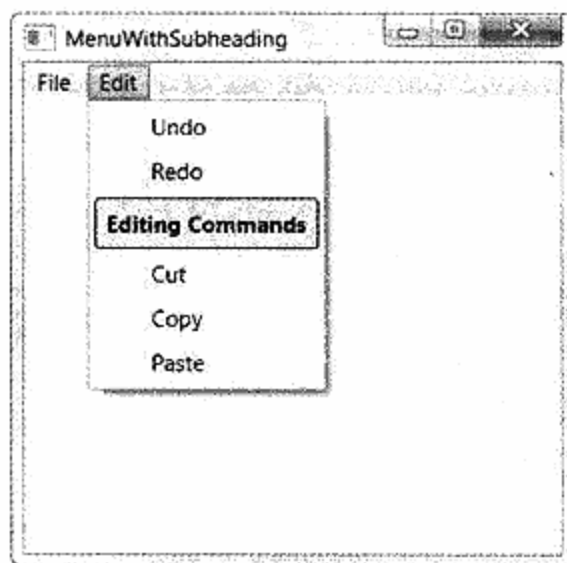 MenuWithSubheading
File Edit
Undo
Redo
Editing Commands
Cut
Copy
Paste